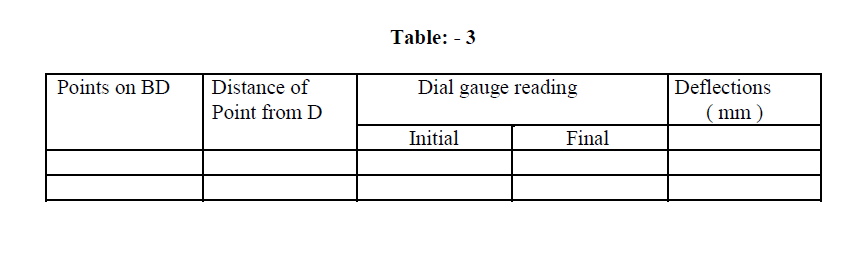 Table: - 3
Points on BD
Distance of
Point from D
Dial gauge reading
Deflections
( mm )
Initial
Final